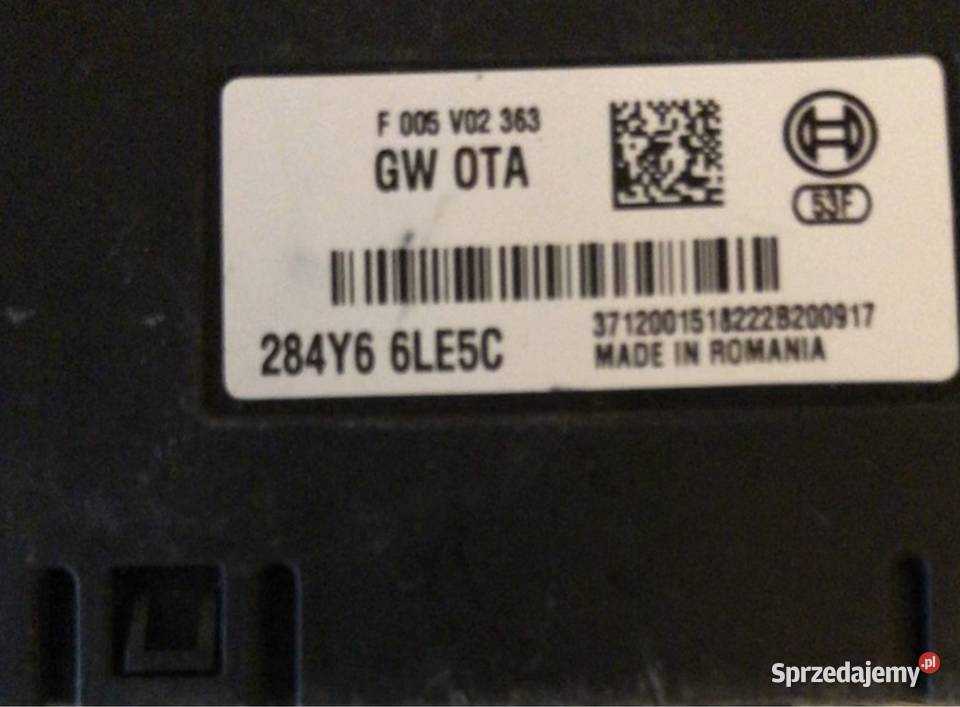 F 005 V02 363
GW OTA
53F
284Y6 6LE5C
3712001518222B200917
MADE IN ROMANIA
Sprzedajemy.pl